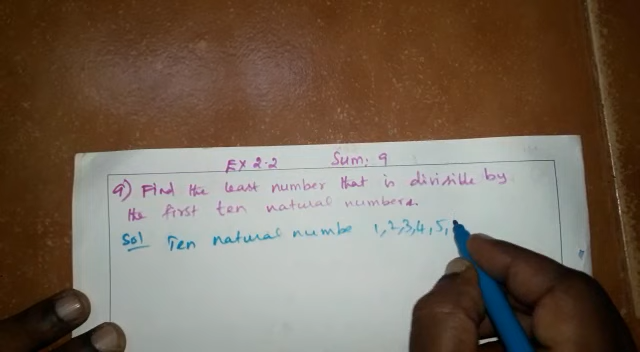 Ex 2.2 Sum: 9
9) Find the least number that is divisible by
the first ten natural numbers.
Sol Ten natural numbe 1,2,3,4,5,